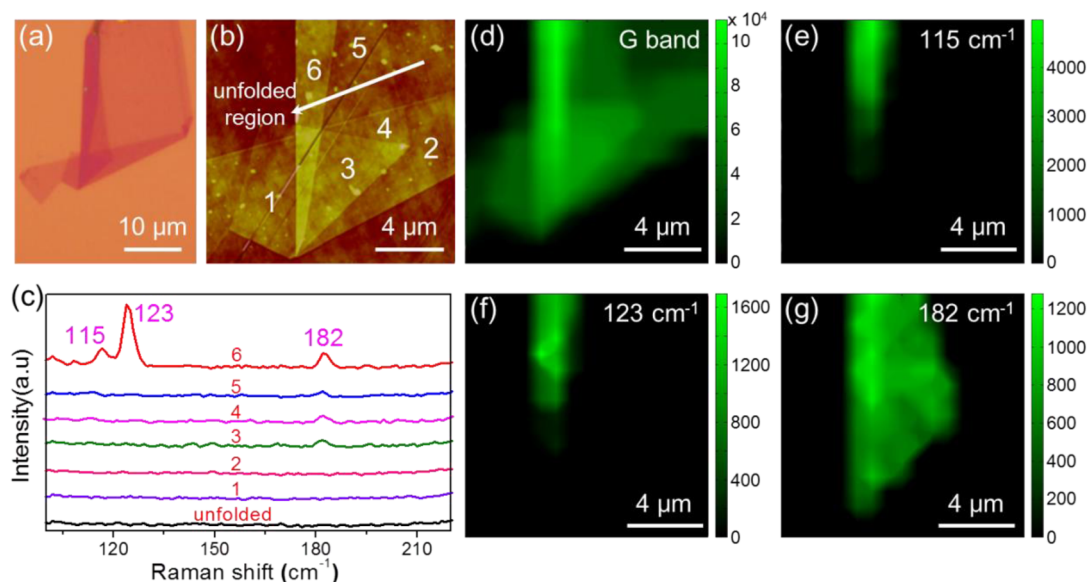 (a)
10 μm
(b)
5
6
unfolded
region
4
2
3
1
4 μm
(d)
G band
4 μm
x 10⁴
10
8
6
4
2
0
(e)
115 cm⁻¹
4 μm
4000
3000
2000
1000
0
(c)
115
123
182
6
5
4
3
2
1
unfolded
Intensity(a.u)
120
150
180
210
Raman shift (cm⁻¹)
(f)
123 cm⁻¹
4 μm
1600
1200
800
400
0
(g)
182 cm⁻¹
4 μm
1200
1000
800
600
400
200
0